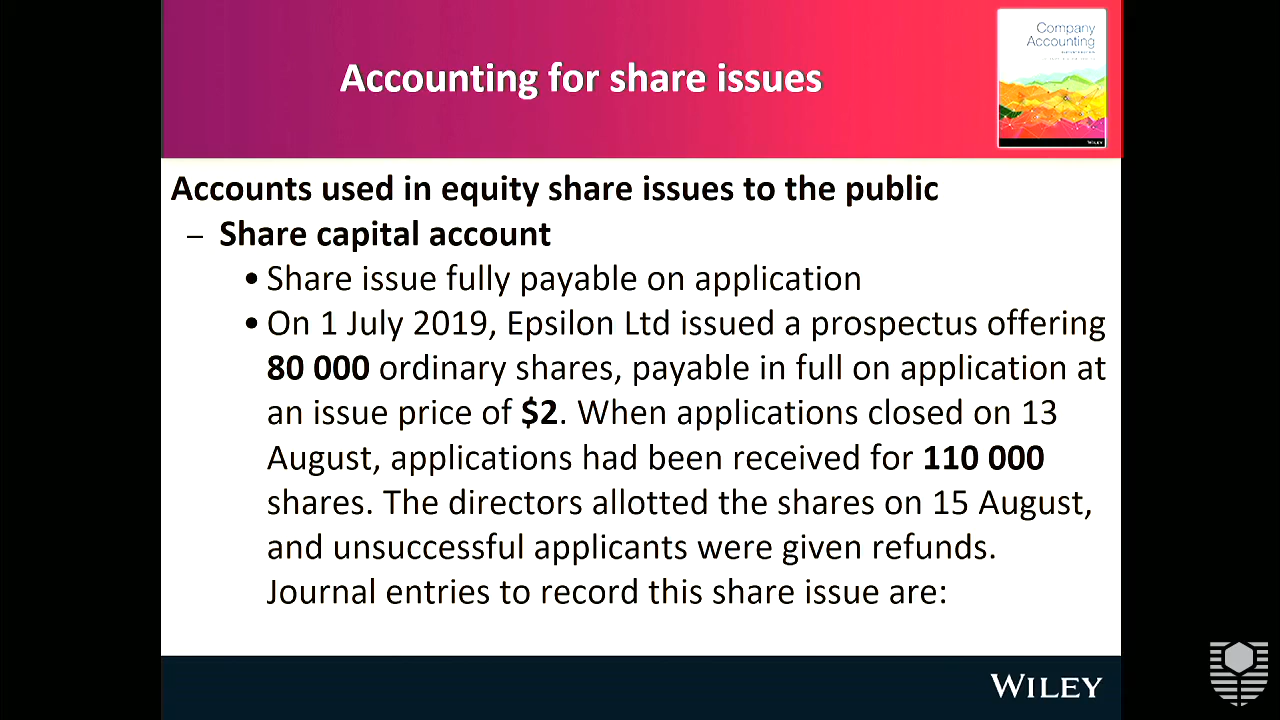 Accounting for share issues
Company
Accounting
WILEY
Accounts used in equity share issues to the public
– Share capital account
• Share issue fully payable on application
• On 1 July 2019, Epsilon Ltd issued a prospectus offering
80 000 ordinary shares, payable in full on application at
an issue price of $2. When applications closed on 13
August, applications had been received for 110 000
shares. The directors allotted the shares on 15 August,
and unsuccessful applicants were given refunds.
Journal entries to record this share issue are:
WILEY